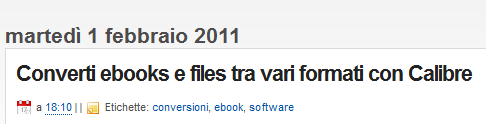 martedì 1 febbraio 2011
Converti ebooks e files tra vari formati con Calibre
a 18:10 | | Etichette: conversioni, ebook, software